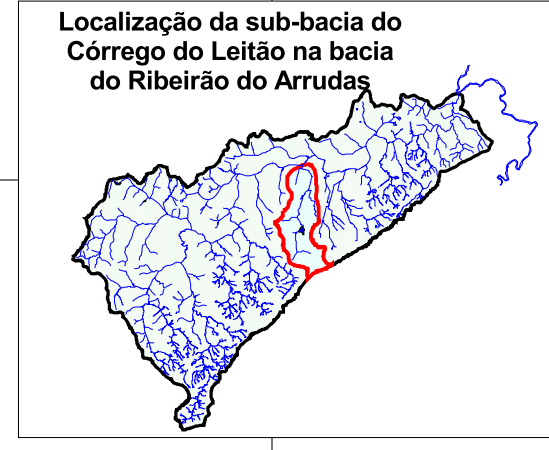 Localização da sub-bacia do
Córrego do Leitão na bacia
do Ribeirão do Arrudas